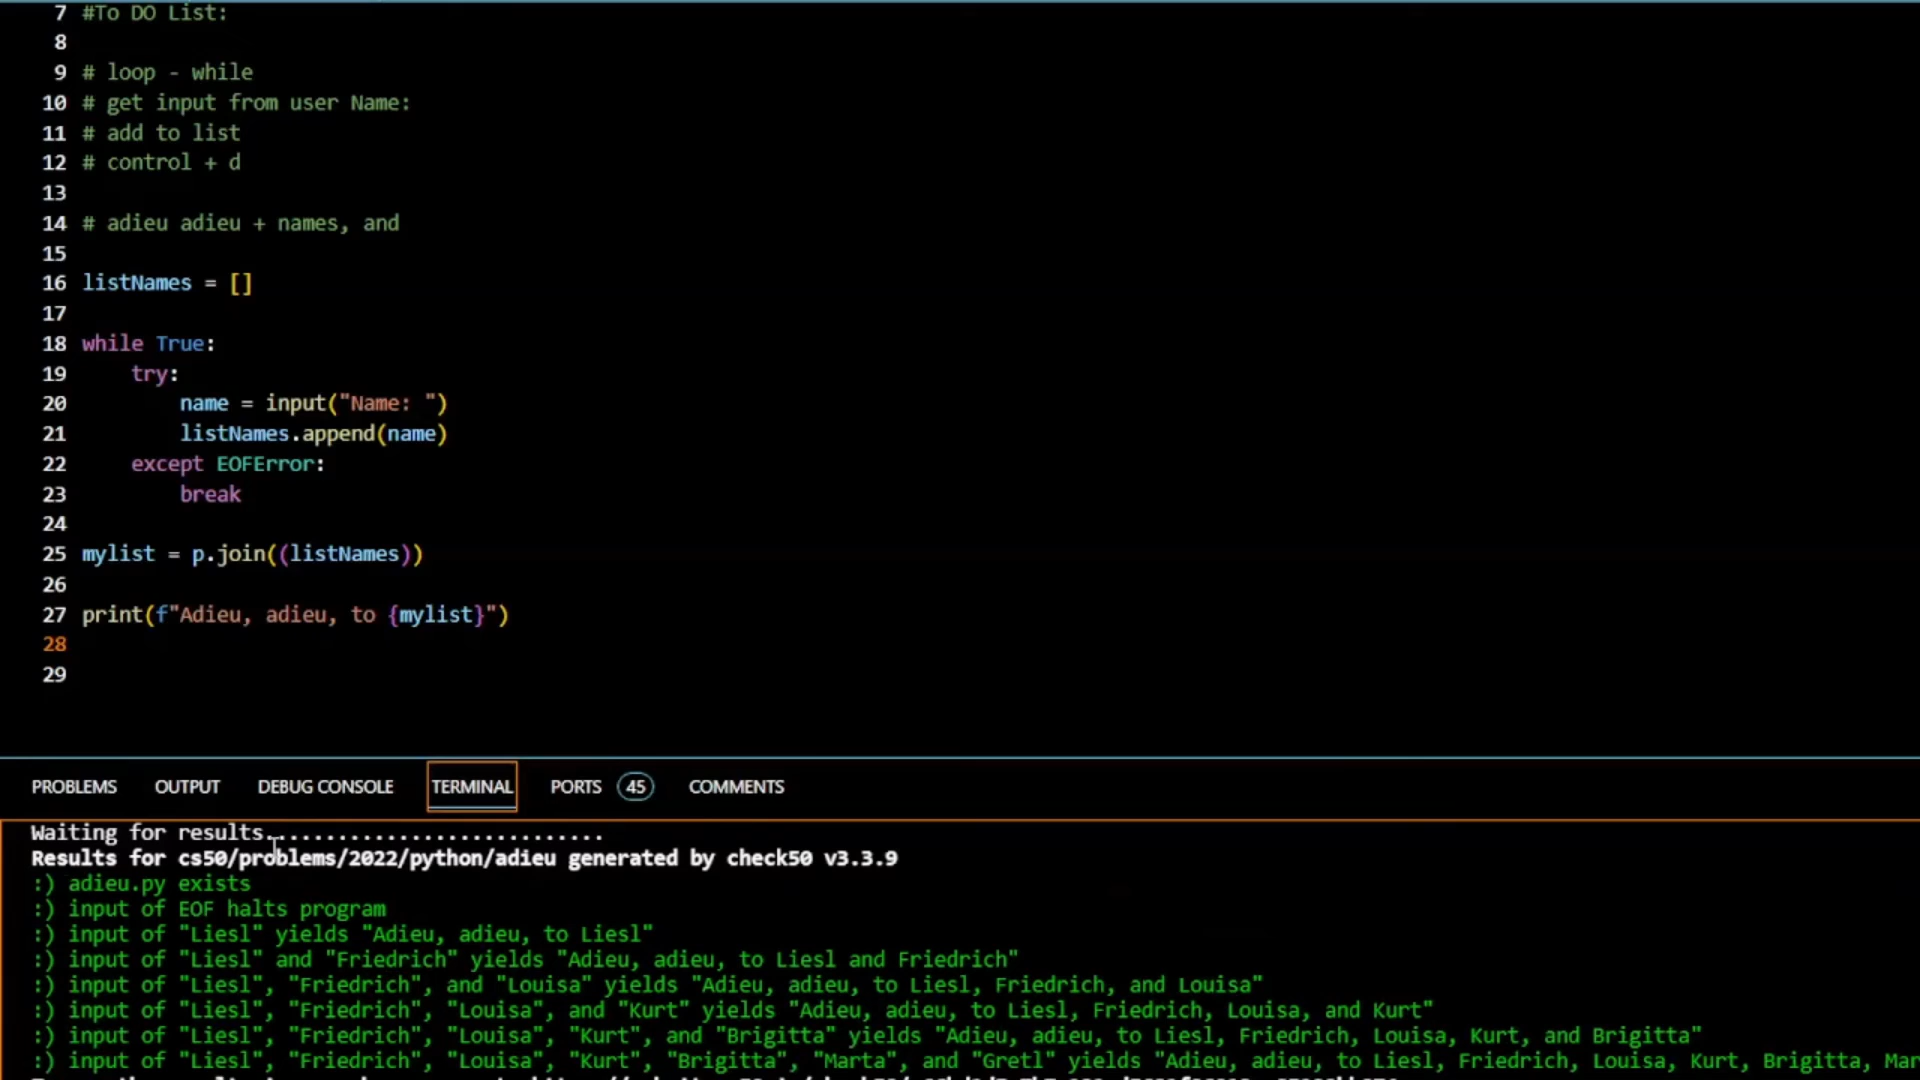 7 #To DO List:
8
9 # loop - while
10 # get input from user Name:
11 # add to list
12 # control + d
13
14 # adieu adieu + names, and
15
16 listNames = []
17
18 while True:
19     try:
20         name = input("Name: ")
21         listNames.append(name)
22     except EOFError:
23         break
24
25 mylist = p.join((listNames))
26
27 print(f"Adieu, adieu, to {mylist}")
28
29
PROBLEMS OUTPUT DEBUG CONSOLE TERMINAL PORTS 45 COMMENTS
Waiting for results............................
Results for cs50/problems/2022/python/adieu generated by check50 v3.3.9
:) adieu.py exists
:) input of EOF halts program
:) input of "Liesl" yields "Adieu, adieu, to Liesl"
:) input of "Liesl" and "Friedrich" yields "Adieu, adieu, to Liesl and Friedrich"
:) input of "Liesl", "Friedrich", and "Louisa" yields "Adieu, adieu, to Liesl, Friedrich, and Louisa"
:) input of "Liesl", "Friedrich", "Louisa", and "Kurt" yields "Adieu, adieu, to Liesl, Friedrich, Louisa, and Kurt"
:) input of "Liesl", "Friedrich", "Louisa", "Kurt", and "Brigitta" yields "Adieu, adieu, to Liesl, Friedrich, Louisa, Kurt, and Brigitta"
:) input of "Liesl", "Friedrich", "Louisa", "Kurt", "Brigitta", "Marta", and "Gretl" yields "Adieu, adieu, to Liesl, Friedrich, Louisa, Kurt, Brigitta, Mar